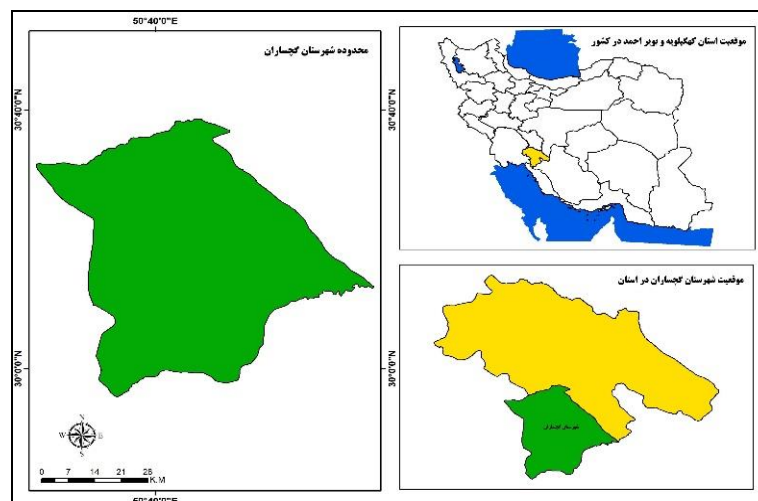 50°40'0"E
محدوده شهرستان گچساران
30°40'0"N
30°40'0"N
30°0'0"N
30°0'0"N
N
W E
S
0 7 14 21 28
K.M
50°40'0"E
موقعیت استان کهگیلویه و بویر احمد در کشور
موقعیت شهرستان گچساران در استان
شهرستان گچساران